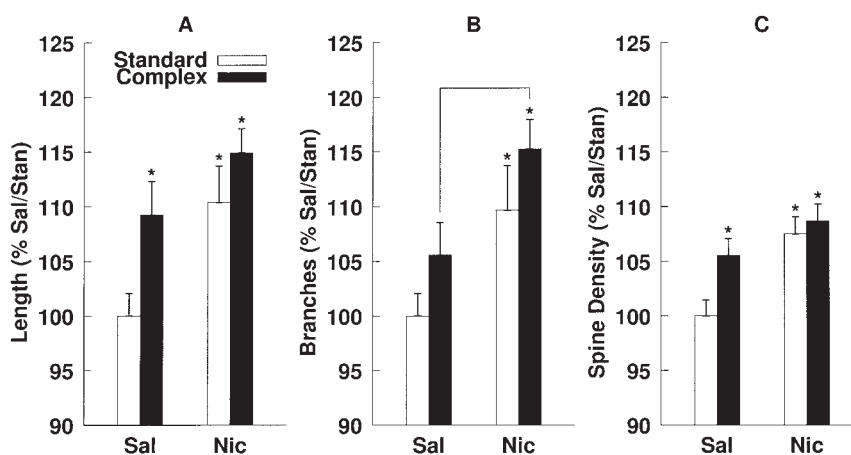 A
Length (% Sal/Stan)
125
120
115
110
105
100
95
90
Standard
Complex
*
*
*
Sal
Nic
B
Branches (% Sal/Stan)
125
120
115
110
105
100
95
90
*
*
Sal
Nic
C
Spine Density (% Sal/Stan)
125
120
115
110
105
100
95
90
*
*
*
Sal
Nic